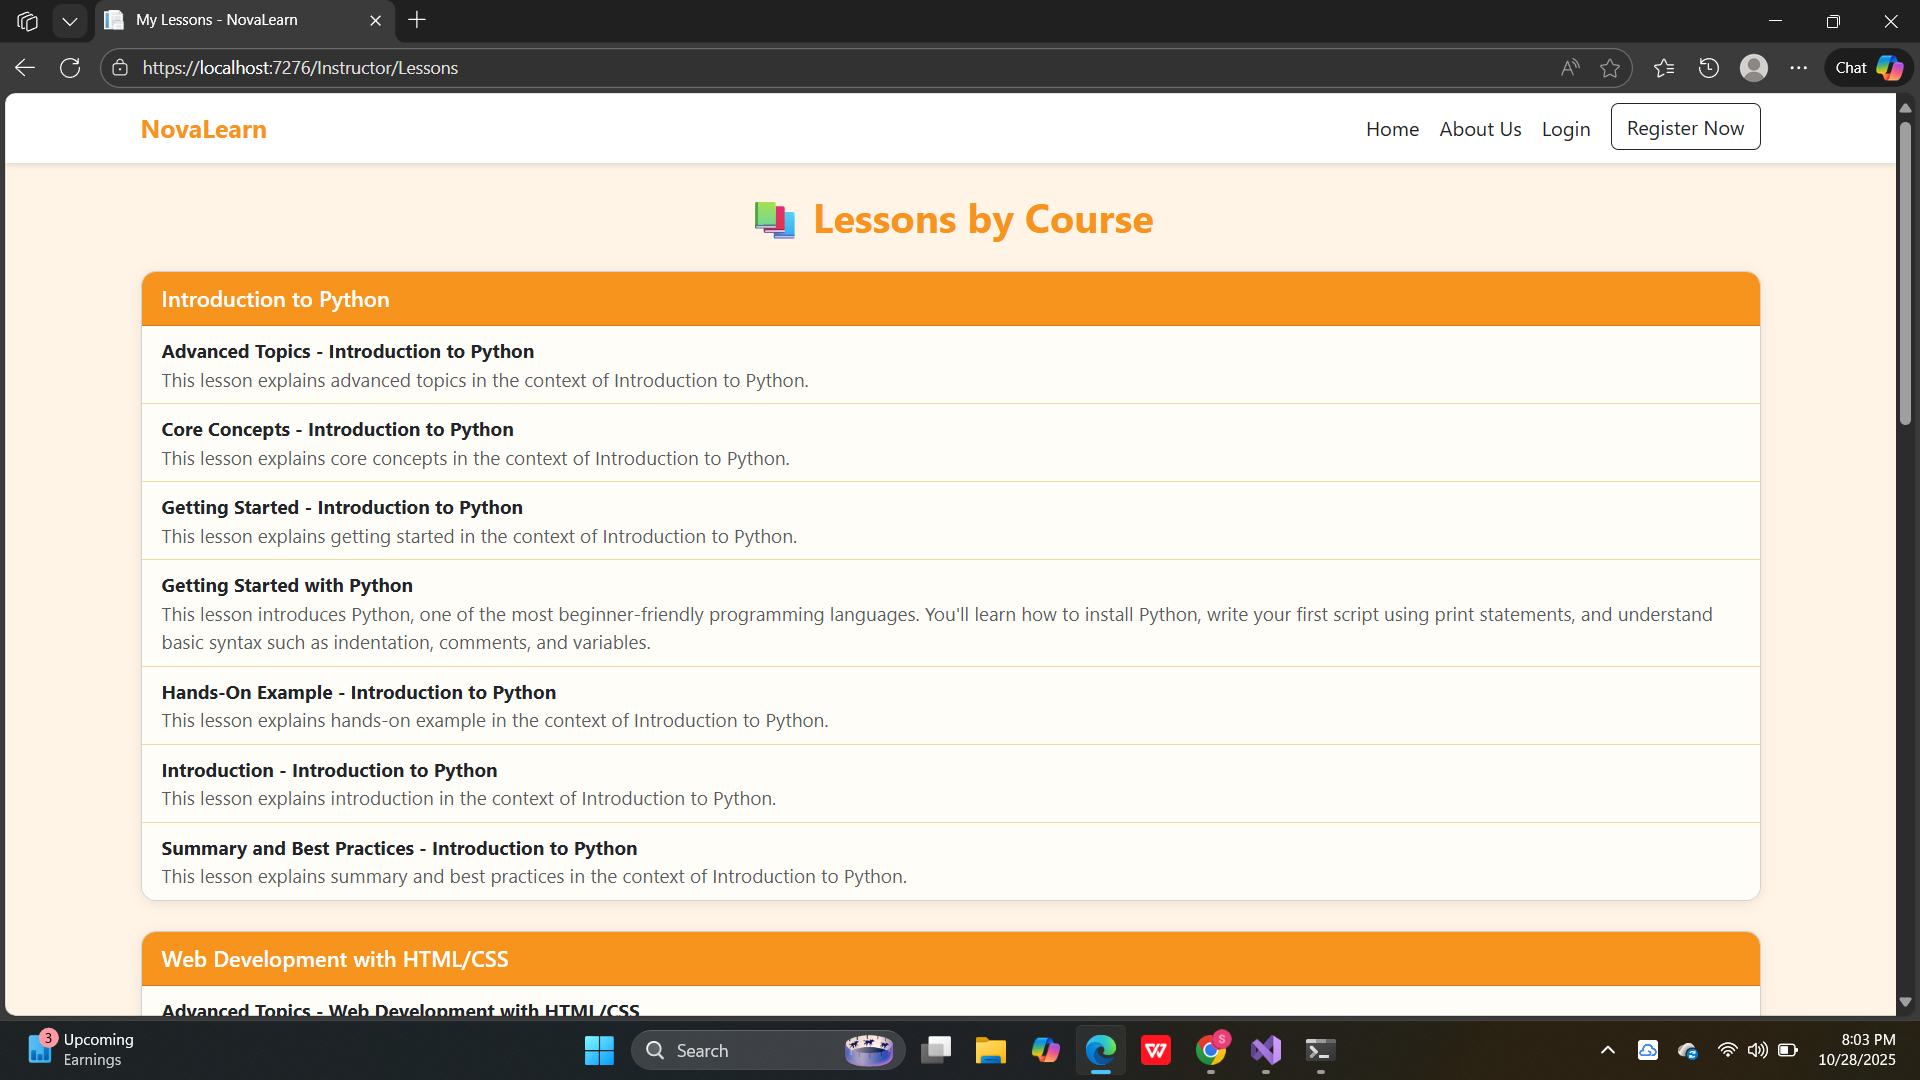 My Lessons - NovaLearn
https://localhost:7276/Instructor/Lessons
Chat
NovaLearn
Home
About Us
Login
Register Now
Lessons by Course
Introduction to Python
Advanced Topics - Introduction to Python
This lesson explains advanced topics in the context of Introduction to Python.
Core Concepts - Introduction to Python
This lesson explains core concepts in the context of Introduction to Python.
Getting Started - Introduction to Python
This lesson explains getting started in the context of Introduction to Python.
Getting Started with Python
This lesson introduces Python, one of the most beginner-friendly programming languages. You'll learn how to install Python, write your first script using print statements, and understand
basic syntax such as indentation, comments, and variables.
Hands-On Example - Introduction to Python
This lesson explains hands-on example in the context of Introduction to Python.
Introduction - Introduction to Python
This lesson explains introduction in the context of Introduction to Python.
Summary and Best Practices - Introduction to Python
This lesson explains summary and best practices in the context of Introduction to Python.
Web Development with HTML/CSS
Advanced Topics - Web Development with HTML/CSS
3
Upcoming
Earnings
Search
S
8:03 PM
10/28/2025